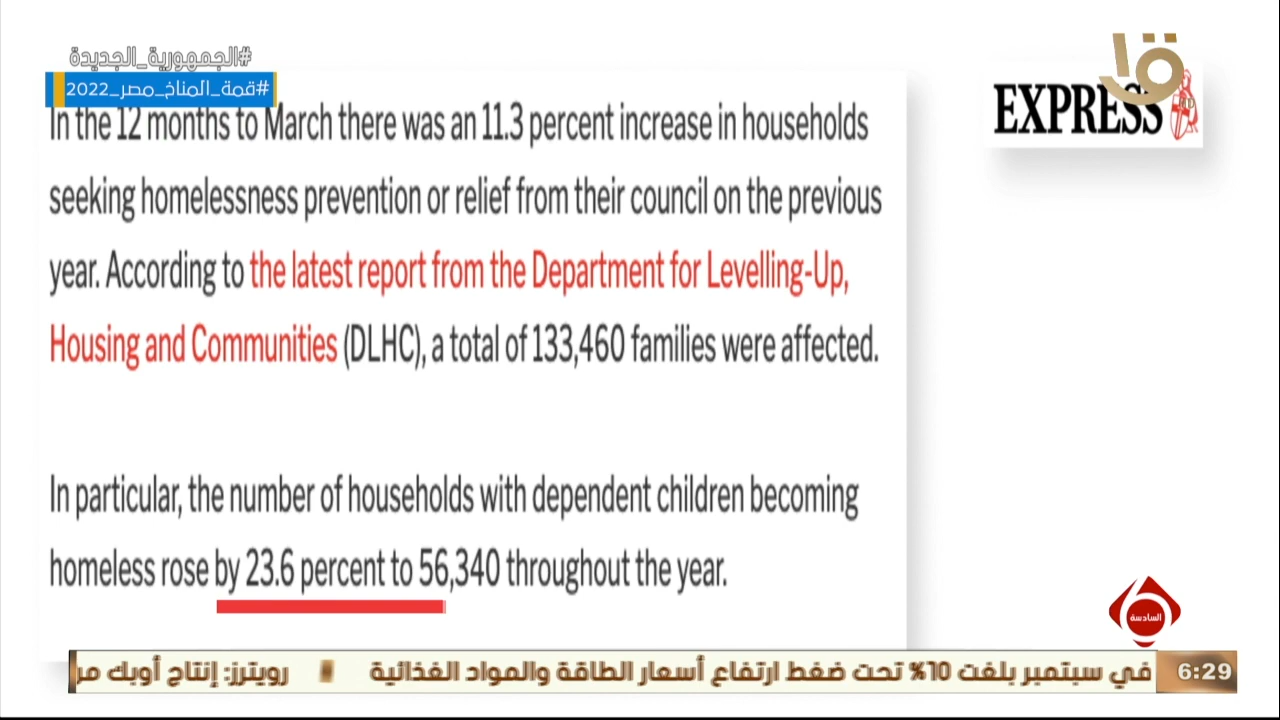 #الجمهورية_الجديدة
#قمة_المناخ_مصر_2022
EXPRESS
In the 12 months to March there was an 11.3 percent increase in households
seeking homelessness prevention or relief from their council on the previous
year. According to the latest report from the Department for Levelling-Up,
Housing and Communities (DLHC), a total of 133,460 families were affected.
In particular, the number of households with dependent children becoming
homeless rose by 23.6 percent to 56,340 throughout the year.
السادسة
6:29 في سبتمبر بلغت 10% تحت ضغط ارتفاع أسعار الطاقة والمواد الغذائية رويترز: إنتاج أوبك